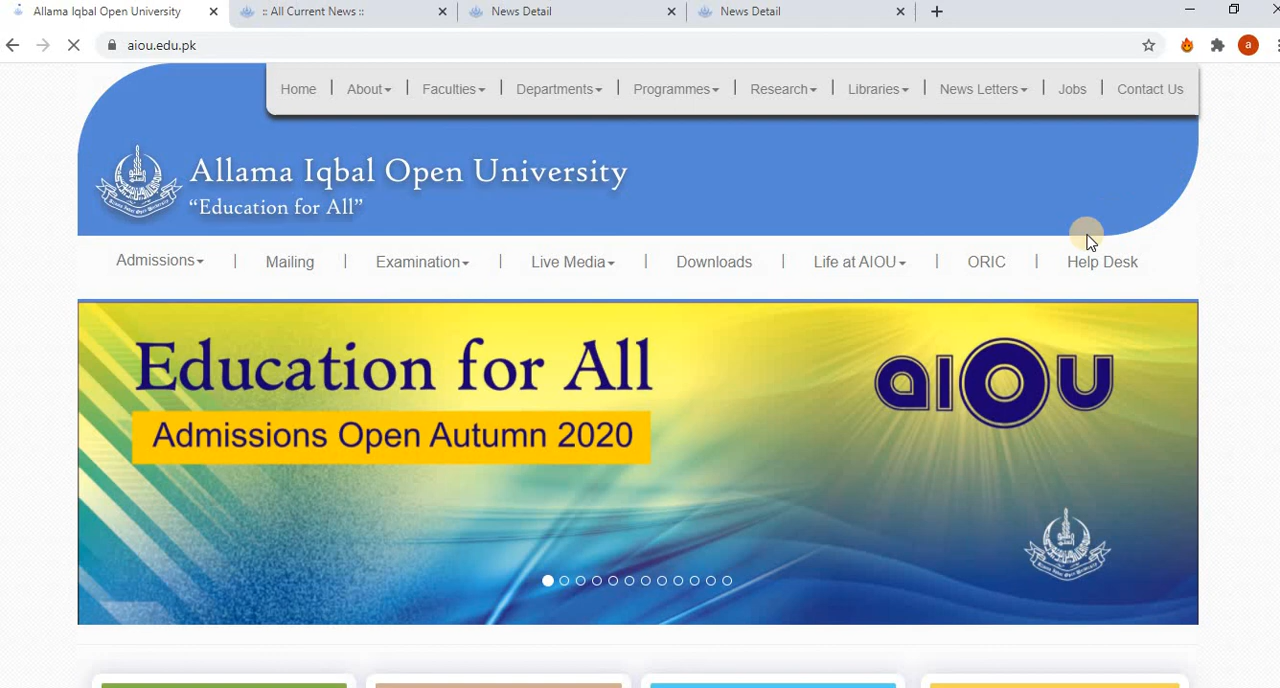 Allama Iqbal Open University
:: All Current News ::
News Detail
News Detail
aiou.edu.pk
a
Home | About | Faculties | Departments | Programmes | Research | Libraries | News Letters | Jobs | Contact Us
Allama Iqbal Open University
“Education for All”
Admissions | Mailing | Examination | Live Media | Downloads | Life at AIOU | ORIC | Help Desk
Education for All
aIOU
Admissions Open Autumn 2020